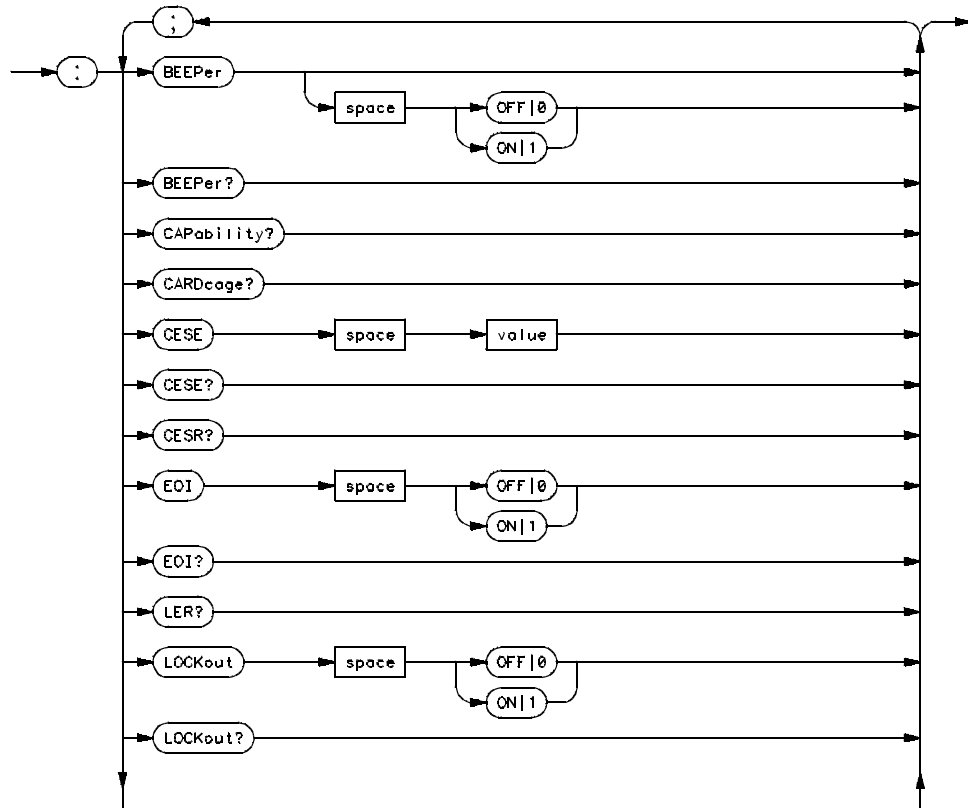 ;
:
BEEPer
space
OFF|0
ON|1
BEEPer?
CAPability?
CARDcage?
CESE space value
CESE?
CESR?
EOI space OFF|0
ON|1
EOI?
LER?
LOCKout space OFF|0
ON|1
LOCKout?